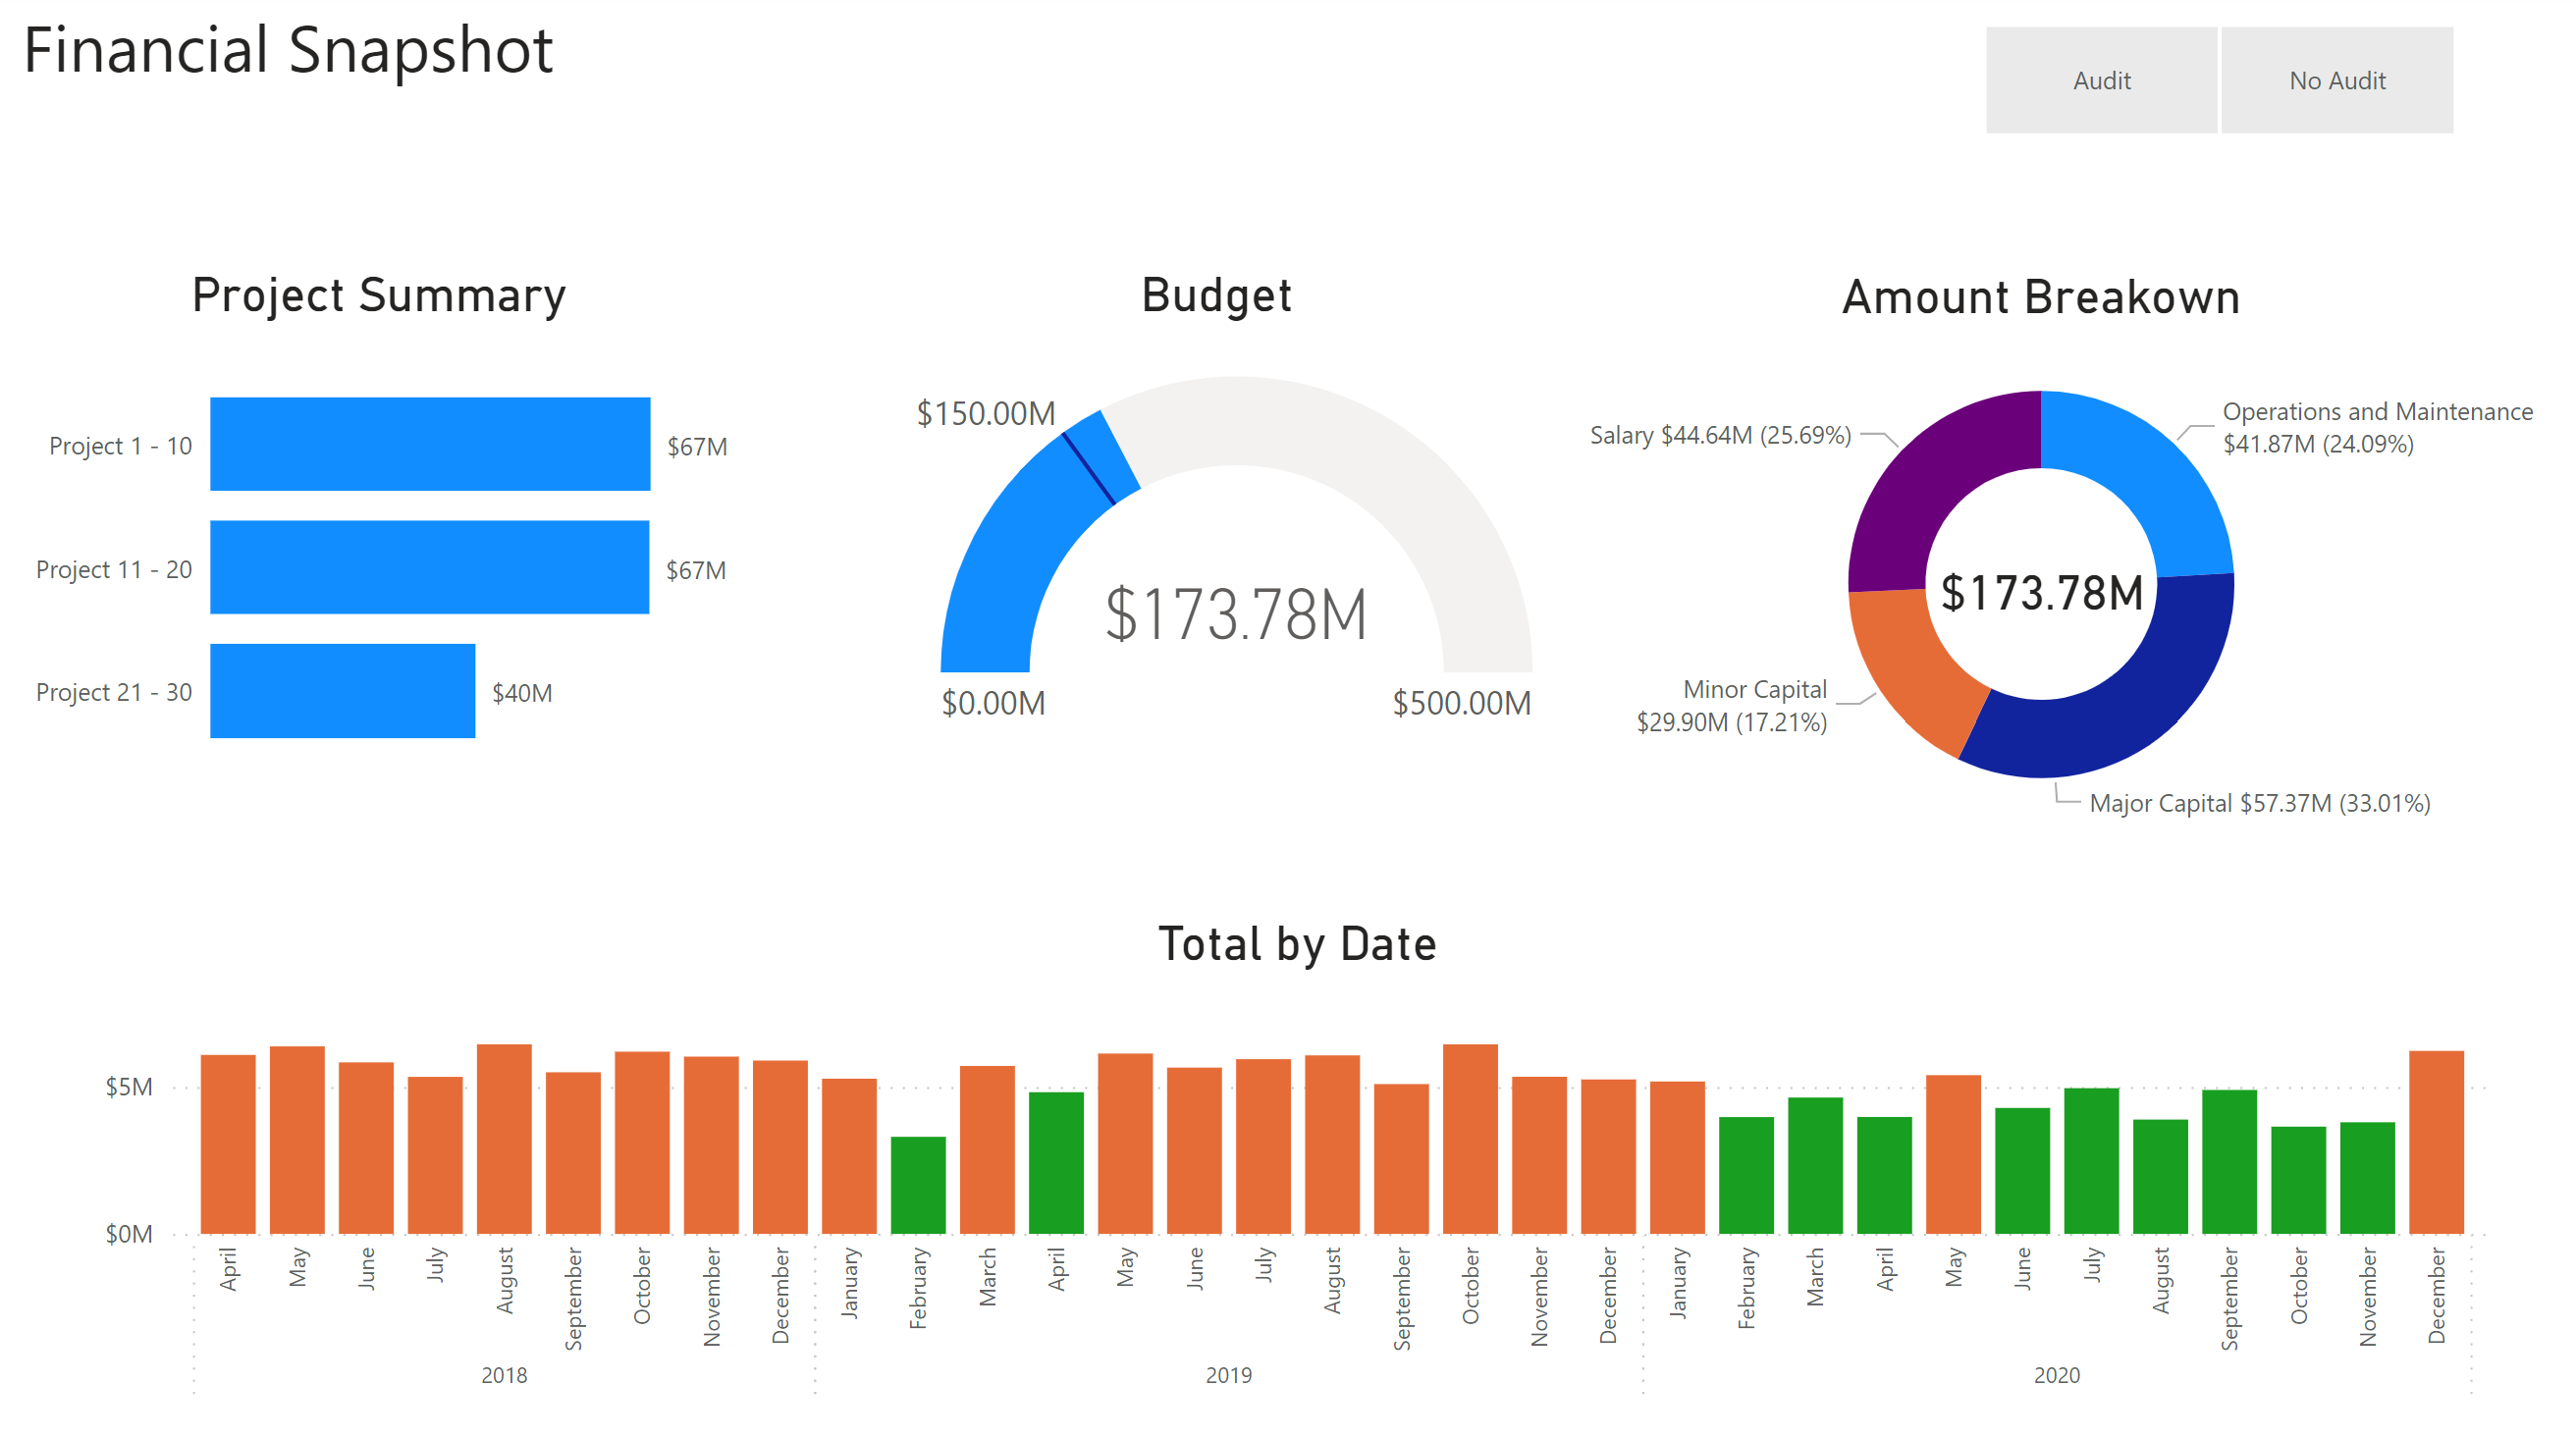 Financial Snapshot
Audit
No Audit
Project Summary
Project 1 - 10
$67M
Project 11 - 20
$67M
Project 21 - 30
$40M
Budget
$150.00M
$173.78M
$0.00M
$500.00M
Amount Breakown
Operations and Maintenance
$41.87M (24.09%)
Salary $44.64M (25.69%)
$173.78M
Minor Capital
$29.90M (17.21%)
Major Capital $57.37M (33.01%)
Total by Date
$5M
$0M
April
May
June
July
August
September
October
November
December
January
February
March
April
May
June
July
August
September
October
November
December
January
February
March
April
May
June
July
August
September
October
November
December
2018
2019
2020